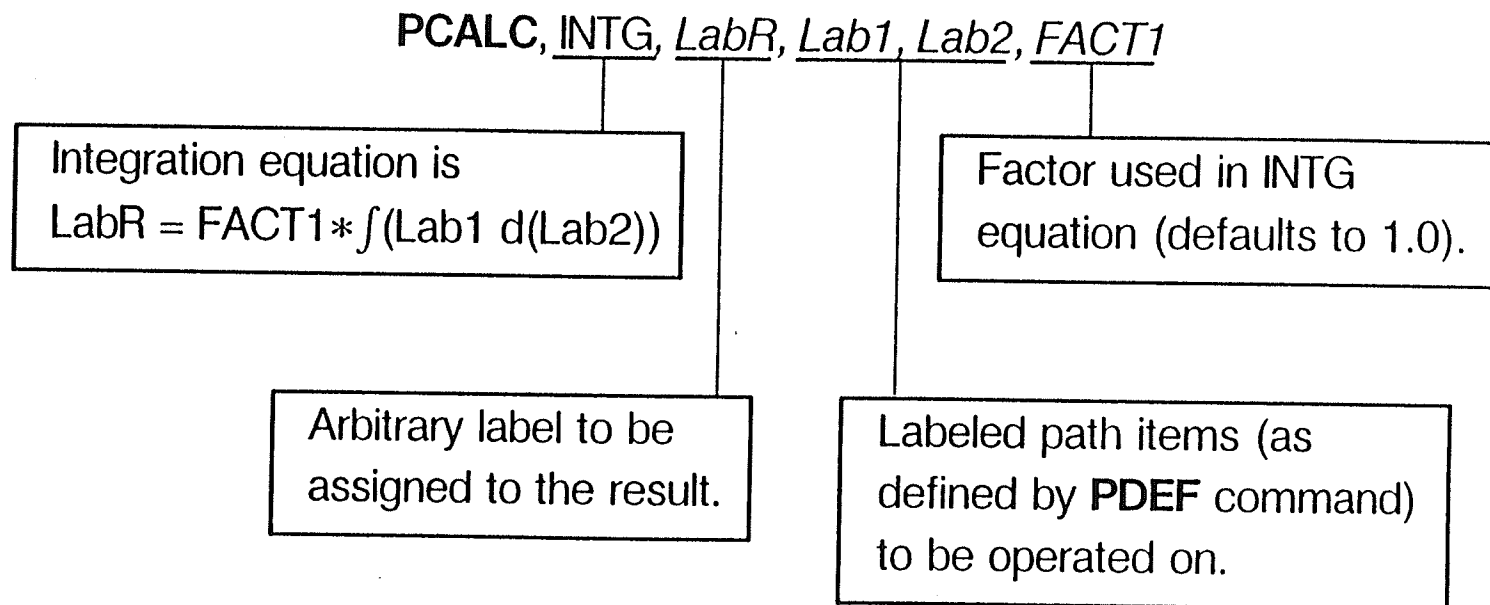 PCALC, INTG, LabR, Lab1, Lab2, FACT1
Integration equation is
LabR = FACT1*∫(Lab1 d(Lab2))
Factor used in INTG
equation (defaults to 1.0).
Arbitrary label to be
assigned to the result.
Labeled path items (as
defined by PDEF command)
to be operated on.